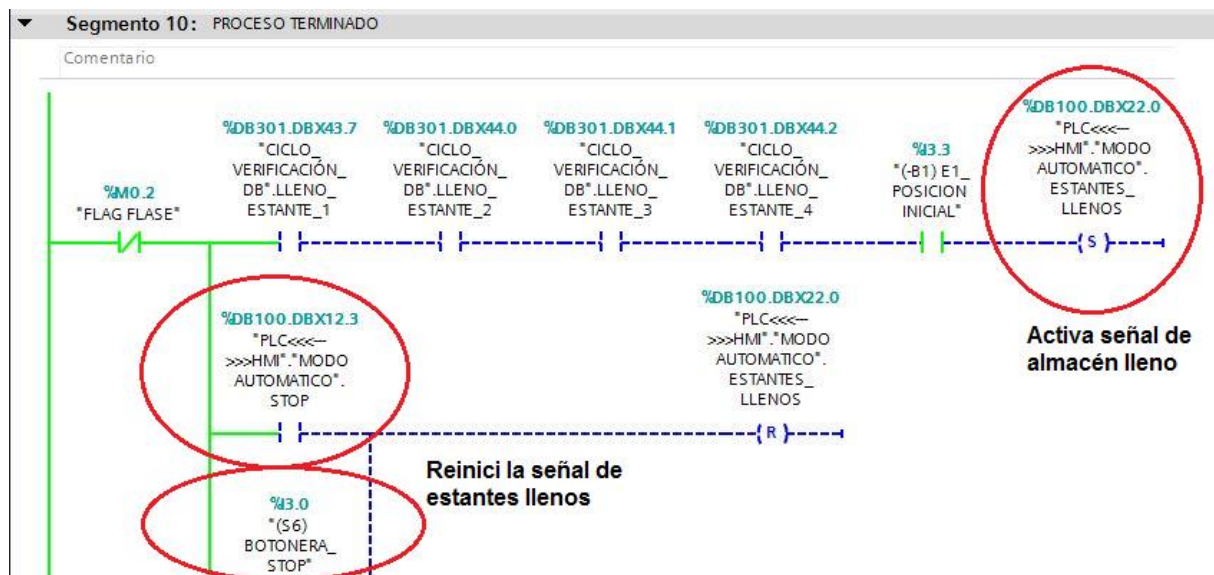 Segmento 10: PROCESO TERMINADO
Comentario
%M0.2
"FLAG FLASE"
%DB301.DBX43.7
"CICLO_
VERIFICACIÓN_
DB".LLENO_
ESTANTE_1
%DB301.DBX44.0
"CICLO_
VERIFICACIÓN_
DB".LLENO_
ESTANTE_2
%DB301.DBX44.1
"CICLO_
VERIFICACIÓN_
DB".LLENO_
ESTANTE_3
%DB301.DBX44.2
"CICLO_
VERIFICACIÓN_
DB".LLENO_
ESTANTE_4
%I3.3
"(-B1) E1_
POSICION
INICIAL"
%DB100.DBX22.0
"PLC<<<—
>>>HMI"."MODO
AUTOMATICO".
ESTANTES_
LLENOS
S
Activa señal de
almacén lleno
%DB100.DBX12.3
"PLC<<<—
>>>HMI"."MODO
AUTOMATICO".
STOP
%DB100.DBX22.0
"PLC<<<—
>>>HMI"."MODO
AUTOMATICO".
ESTANTES_
LLENOS
R
Reinici la señal de
estantes llenos
%I3.0
"(S6)
BOTONERA_
STOP"